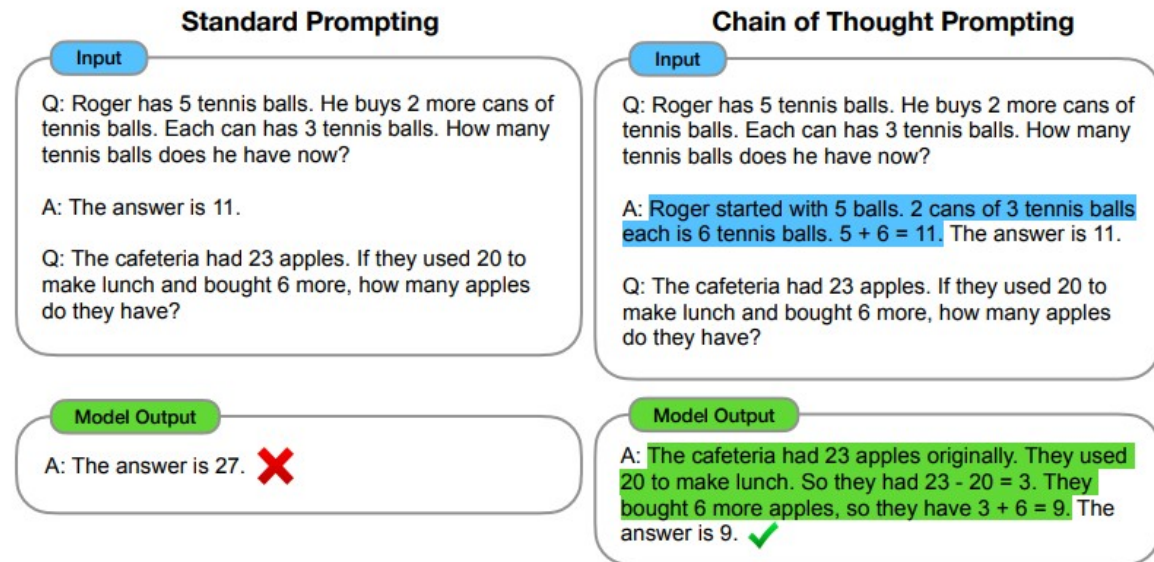 Standard Prompting
Input
Q: Roger has 5 tennis balls. He buys 2 more cans of
tennis balls. Each can has 3 tennis balls. How many
tennis balls does he have now?
A: The answer is 11.
Q: The cafeteria had 23 apples. If they used 20 to
make lunch and bought 6 more, how many apples
do they have?
Model Output
A: The answer is 27.
Chain of Thought Prompting
Input
Q: Roger has 5 tennis balls. He buys 2 more cans of
tennis balls. Each can has 3 tennis balls. How many
tennis balls does he have now?
A: Roger started with 5 balls. 2 cans of 3 tennis balls
each is 6 tennis balls. 5 + 6 = 11. The answer is 11.
Q: The cafeteria had 23 apples. If they used 20 to
make lunch and bought 6 more, how many apples
do they have?
Model Output
A: The cafeteria had 23 apples originally. They used
20 to make lunch. So they had 23 - 20 = 3. They
bought 6 more apples, so they have 3 + 6 = 9. The
answer is 9.